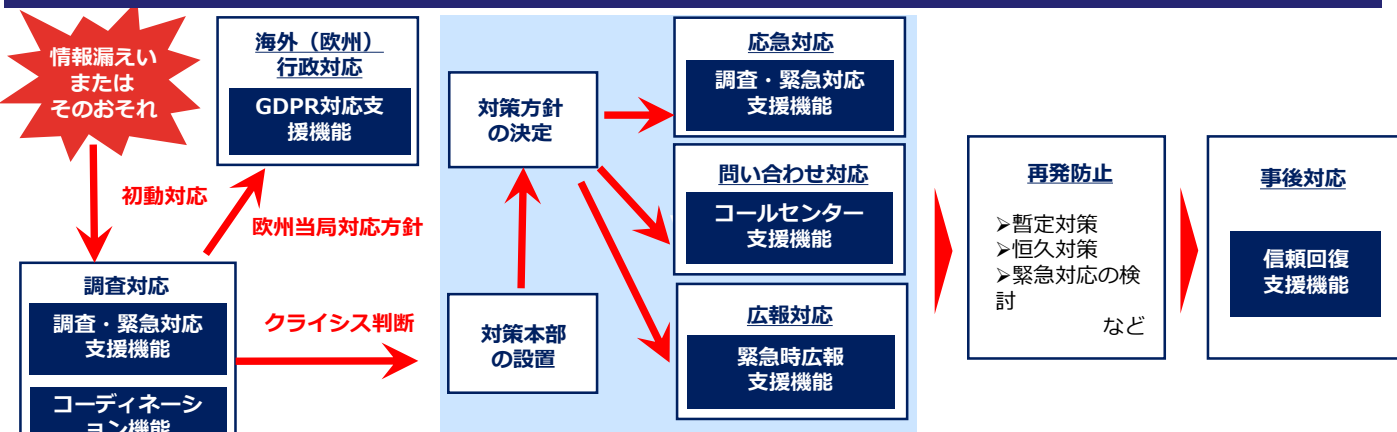 情報漏えい
または
そのおそれ
海外（欧州）
行政対応
GDPR対応支
援機能
初動対応
欧州当局対応方針
調査対応
調査・緊急対応
支援機能
コーディネーシ
ョン機能
クライシス判断
対策方針
の決定
対策本部
の設置
応急対応
調査・緊急対応
支援機能
問い合わせ対応
コールセンター
支援機能
広報対応
緊急時広報
支援機能
再発防止
➢暫定対策
➢恒久対策
➢緊急対応の検
討
など
事後対応
信頼回復
支援機能